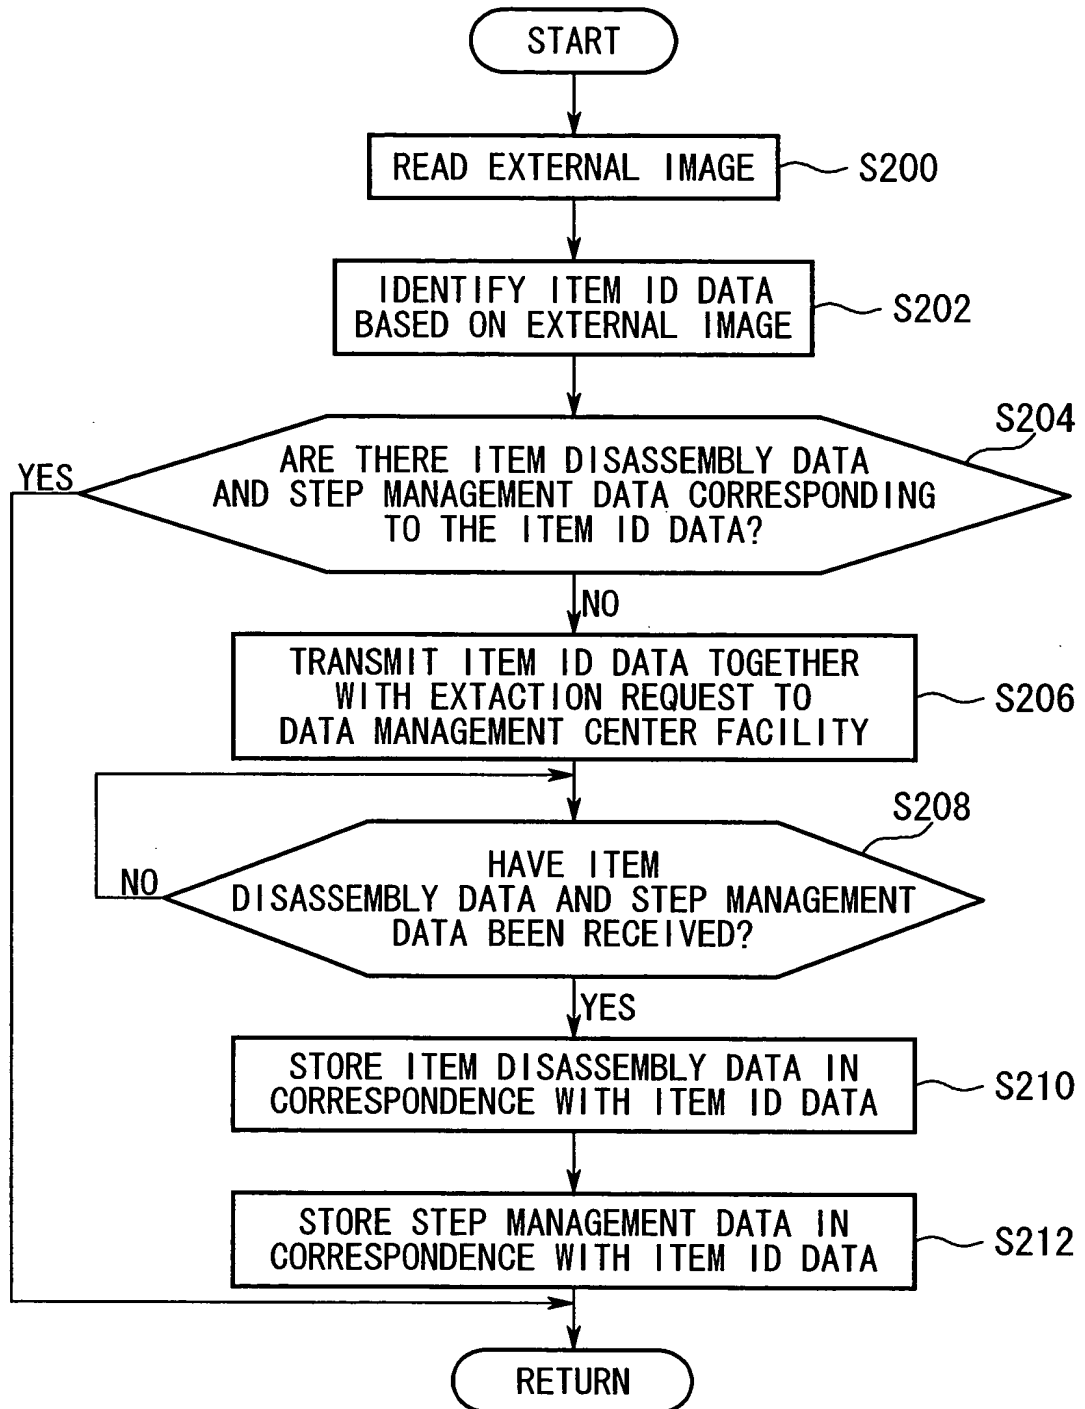 START
READ EXTERNAL IMAGE
S200
IDENTIFY ITEM ID DATA
BASED ON EXTERNAL IMAGE
S202
S204
ARE THERE ITEM DISASSEMBLY DATA
AND STEP MANAGEMENT DATA CORRESPONDING
TO THE ITEM ID DATA?
YES
NO
TRANSMIT ITEM ID DATA TOGETHER
WITH EXTACTION REQUEST TO
DATA MANAGEMENT CENTER FACILITY
S206
S208
HAVE ITEM
DISASSEMBLY DATA AND STEP MANAGEMENT
DATA BEEN RECEIVED?
NO
YES
STORE ITEM DISASSEMBLY DATA IN
CORRESPONDENCE WITH ITEM ID DATA
S210
STORE STEP MANAGEMENT DATA IN
CORRESPONDENCE WITH ITEM ID DATA
S212
RETURN